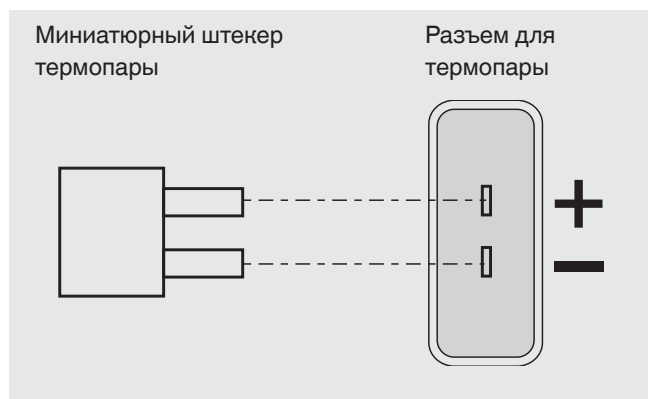 Миниатюрный штекер
термопары
Разъем для
термопары
+
−